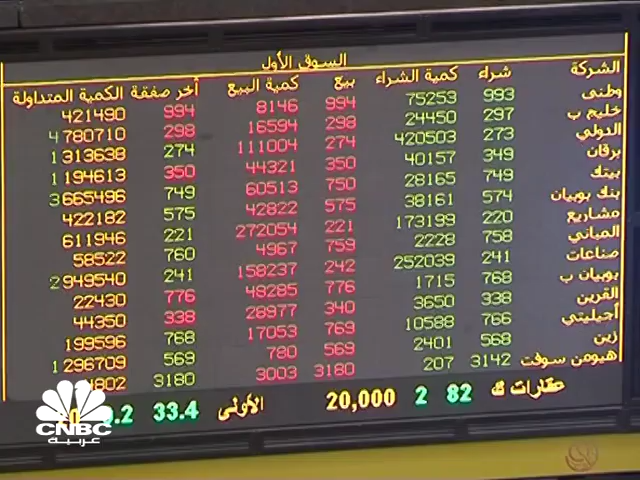 السوق الأول
الشركة شراء كمية الشراء بيع كمية البيع آخر صفقة الكمية المتداولة
وطنى 993 75253 994 8146 994 421490
خليج ب 297 24450 298 16594 298 4780710
الدولي 273 420503 274 111004 274 1313638
برقان 349 40157 350 44321 350 1194613
بيتك 749 28165 750 60513 749 3665496
بنك بوبيان 574 38161 575 42822 575 422182
مشاريع 220 173199 221 272054 221 611946
المباني 758 2228 759 4967 760 58522
صناعات 241 252039 242 158237 241 2949540
بوبيان ب 768 1715 776 48285 776 22430
القرين 338 3650 340 28977 338 44350
أجيليتي 766 10588 769 17053 768 199596
زين 568 2401 569 780 569 1296709
هيومن سوفت 3142 207 3180 3003 3180
عقارات ك 82 2 20,000 الأولى 33.4
CNBC
عربية